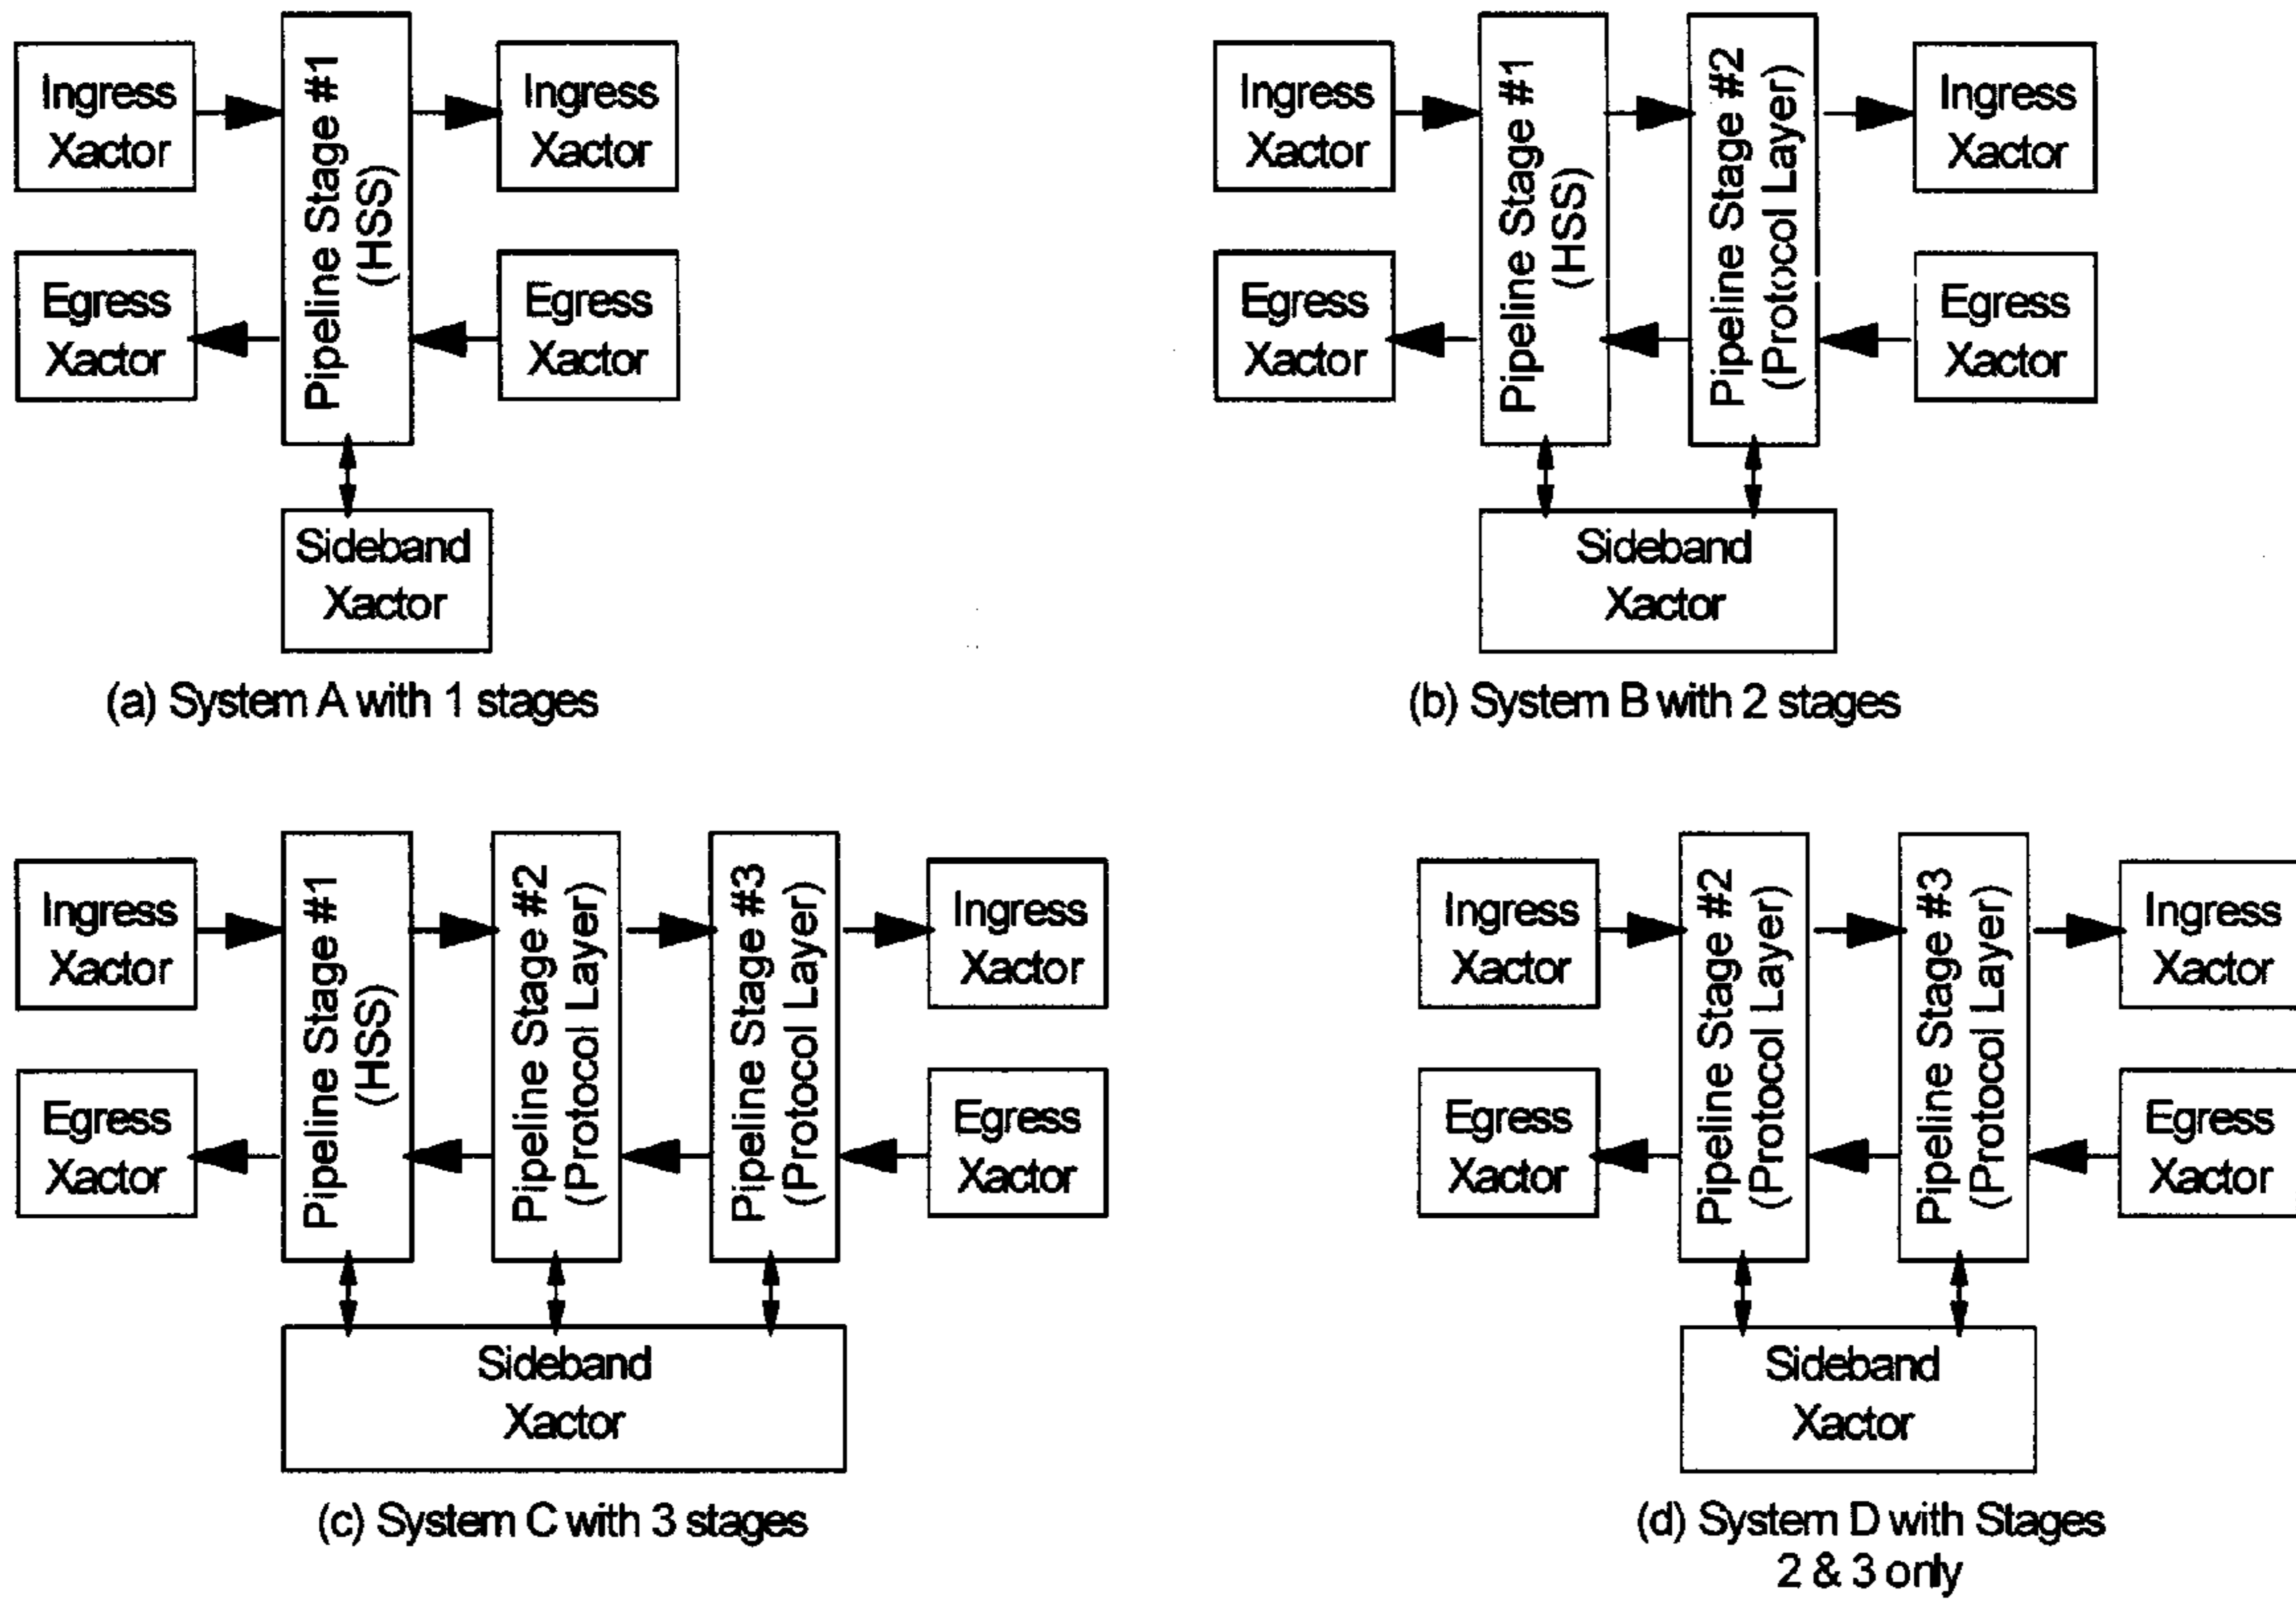 Ingress
Xactor
Pipeline Stage #1
(HSS)
Ingress
Xactor
Egress
Xactor
Egress
Xactor
Sideband
Xactor
(a) System A with 1 stages
Ingress
Xactor
Pipeline Stage #1
(HSS)
Pipeline Stage #2
(Protocol Layer)
Ingress
Xactor
Egress
Xactor
Egress
Xactor
Sideband
Xactor
(b) System B with 2 stages
Ingress
Xactor
Pipeline Stage #1
(HSS)
Pipeline Stage #2
(Protocol Layer)
Pipeline Stage #3
(Protocol Layer)
Ingress
Xactor
Egress
Xactor
Egress
Xactor
Sideband
Xactor
(c) System C with 3 stages
Ingress
Xactor
Pipeline Stage #2
(Protocol Layer)
Pipeline Stage #3
(Protocol Layer)
Ingress
Xactor
Egress
Xactor
Egress
Xactor
Sideband
Xactor
(d) System D with Stages
2 & 3 only